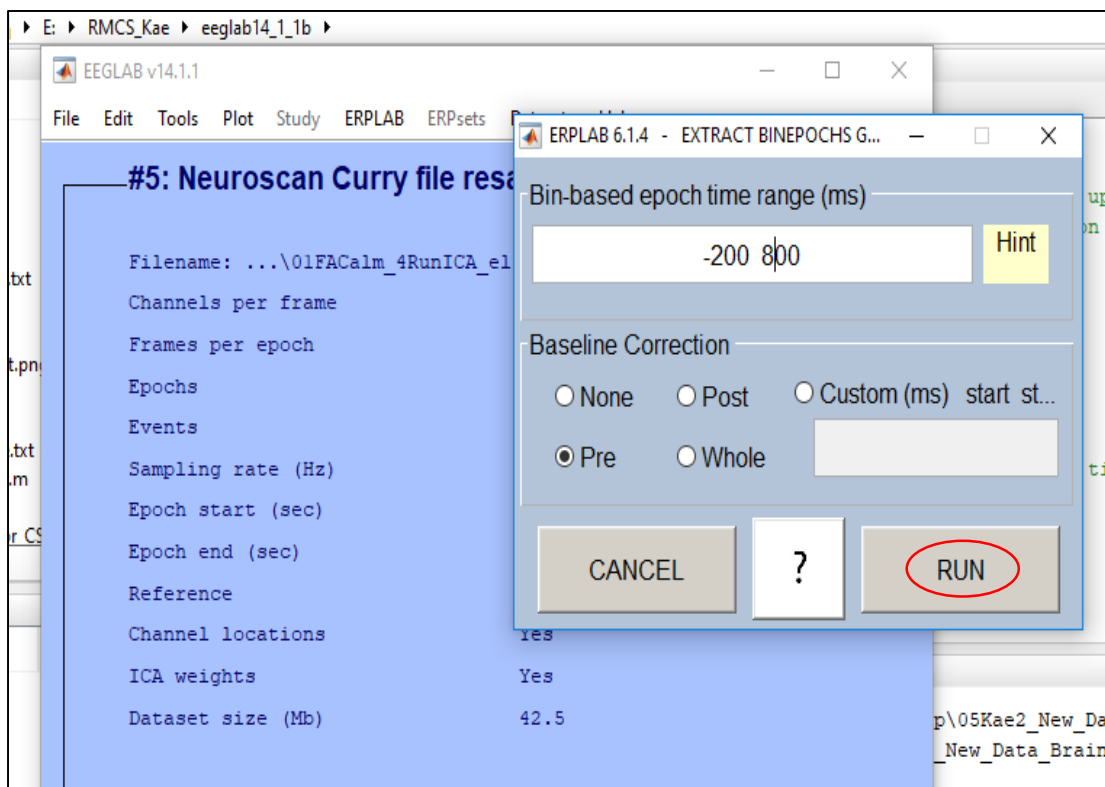 E: ▸ RMCS_Kae ▸ eeglab14_1_1b ▸
EEGLAB v14.1.1
File Edit Tools Plot Study ERPLAB ERPsets
#5: Neuroscan Curry file resa
Filename: ...\01FACalm_4RunICA_el
Channels per frame
Frames per epoch
Epochs
Events
Sampling rate (Hz)
Epoch start (sec)
Epoch end (sec)
Reference
Channel locations Yes
ICA weights Yes
Dataset size (Mb) 42.5
ERPLAB 6.1.4 - EXTRACT BINEPOCHS G...
Bin-based epoch time range (ms)
-200 800
Hint
Baseline Correction
None Post Custom (ms) start st...
Pre Whole
CANCEL ? RUN
.txt
t.png
.txt
.m
or CS
up
on
ti
p\05Kae2_New_Da
_New_Data_Brain